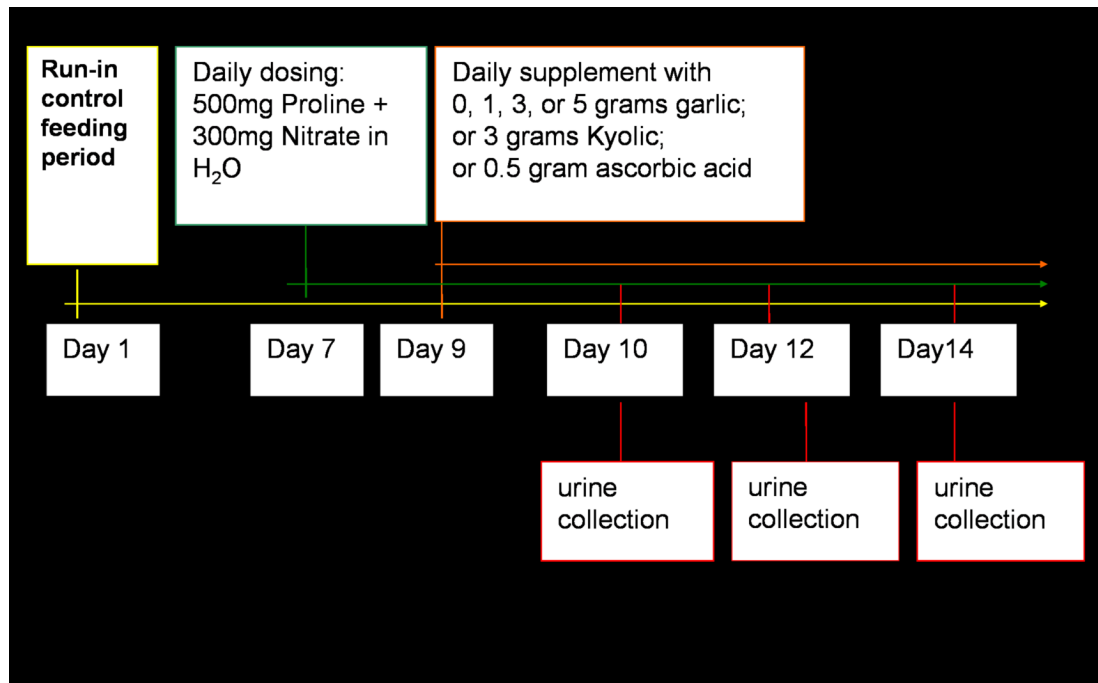 Run-in
control
feeding
period
Daily dosing:
500mg Proline +
300mg Nitrate in
H₂O
Daily supplement with
0, 1, 3, or 5 grams garlic;
or 3 grams Kyolic;
or 0.5 gram ascorbic acid
Day 1
Day 7
Day 9
Day 10
Day 12
Day14
urine
collection
urine
collection
urine
collection